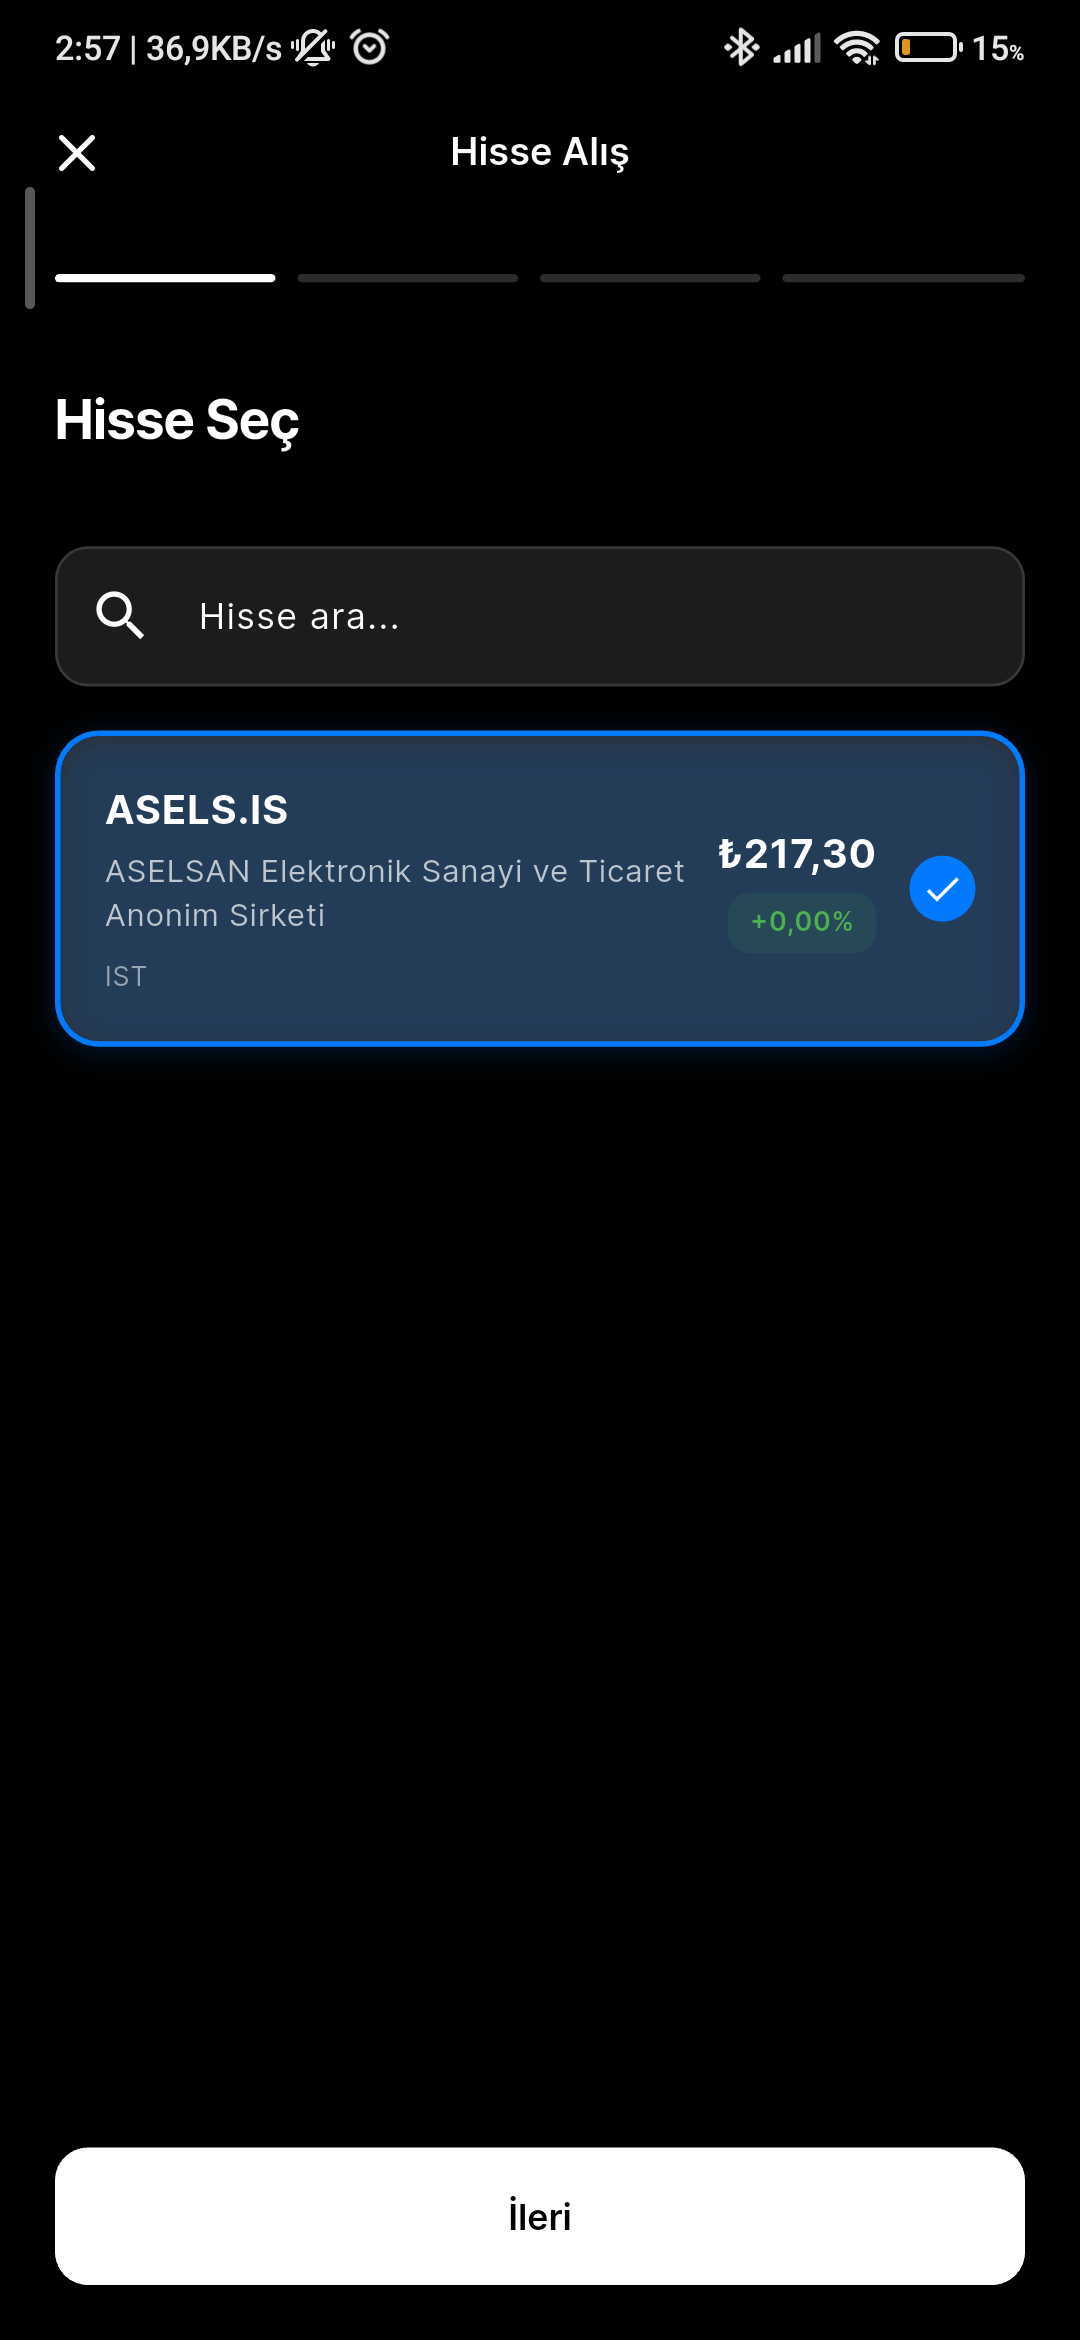 2:57 | 36,9KB/s
15%
Hisse Alış
Hisse Seç
Hisse ara...
ASELS.IS
₺217,30
ASELSAN Elektronik Sanayi ve Ticaret
Anonim Sirketi
+0,00%
IST
İleri